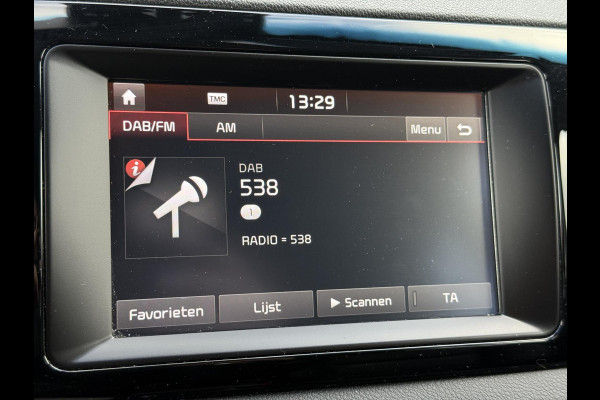 TMC 13:29
DAB/FM AM Menu
i DAB
538
1
RADIO = 538
Favorieten Lijst Scannen TA